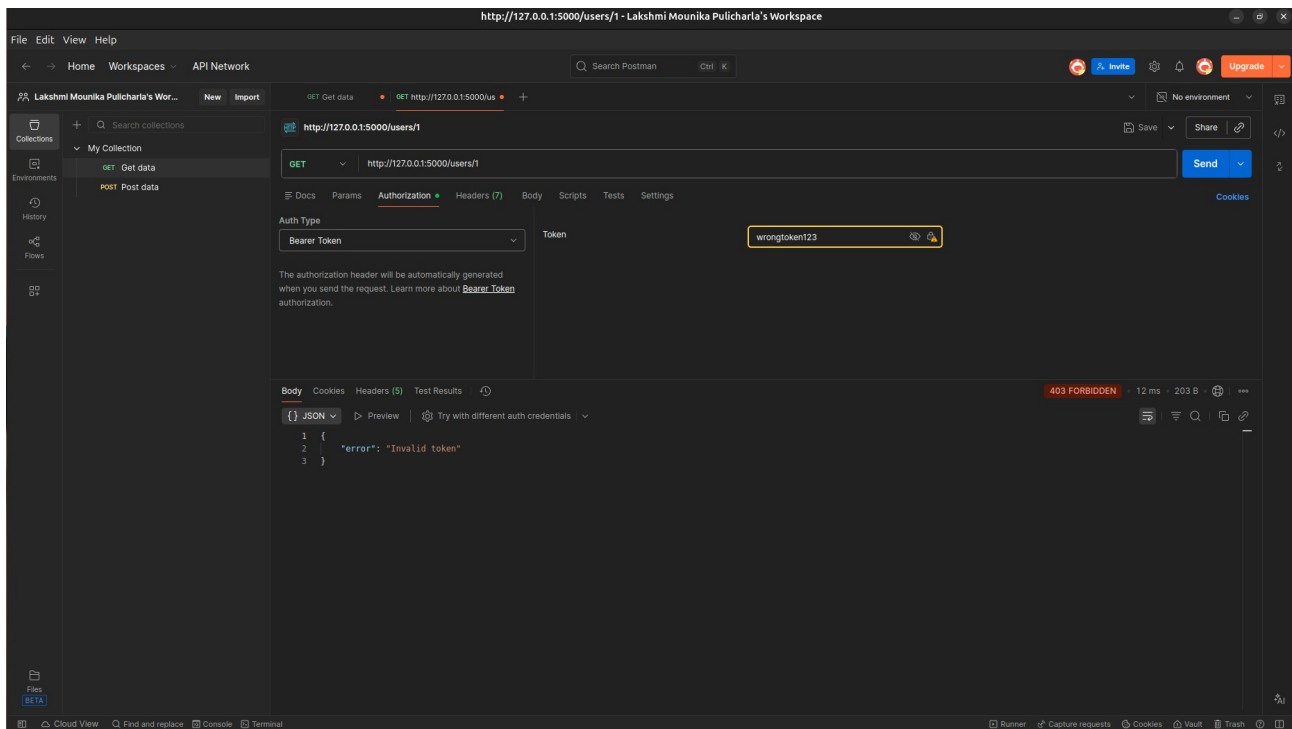 http://127.0.0.1:5000/users/1 - Lakshmi Mounika Pulicharla's Workspace
File Edit View Help
Home Workspaces API Network
Search Postman Ctrl K
Invite
Upgrade
Lakshmi Mounika Pulicharla's Wor... New Import
GET Get data
GET http://127.0.0.1:5000/us
No environment
Collections
Search collections
My Collection
GET Get data
POST Post data
Environments
History
Flows
http://127.0.0.1:5000/users/1
Save
Share
GET http://127.0.0.1:5000/users/1
Send
Docs Params Authorization Headers (7) Body Scripts Tests Settings
Cookies
Auth Type
Bearer Token
The authorization header will be automatically generated
when you send the request. Learn more about Bearer Token
authorization.
Token
wrongtoken123
Body Cookies Headers (5) Test Results
403 FORBIDDEN 12 ms 203 B
{} JSON Preview Try with different auth credentials
1 {
2 "error": "Invalid token"
3 }
Files
BETA
AI
Cloud View Find and replace Console Terminal
Runner Capture requests Cookies Vault Trash